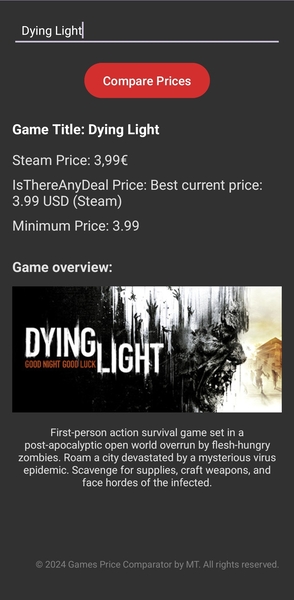 Dying Light
Compare Prices
Game Title: Dying Light
Steam Price: 3,99€
IsThereAnyDeal Price: Best current price:
3.99 USD (Steam)
Minimum Price: 3.99
Game overview:
DYING
GOOD NIGHT GOOD LUCK
LIGHT
First-person action survival game set in a
post-apocalyptic open world overrun by flesh-hungry
zombies. Roam a city devastated by a mysterious virus
epidemic. Scavenge for supplies, craft weapons, and
face hordes of the infected.
© 2024 Games Price Comparator by MT. All rights reserved.